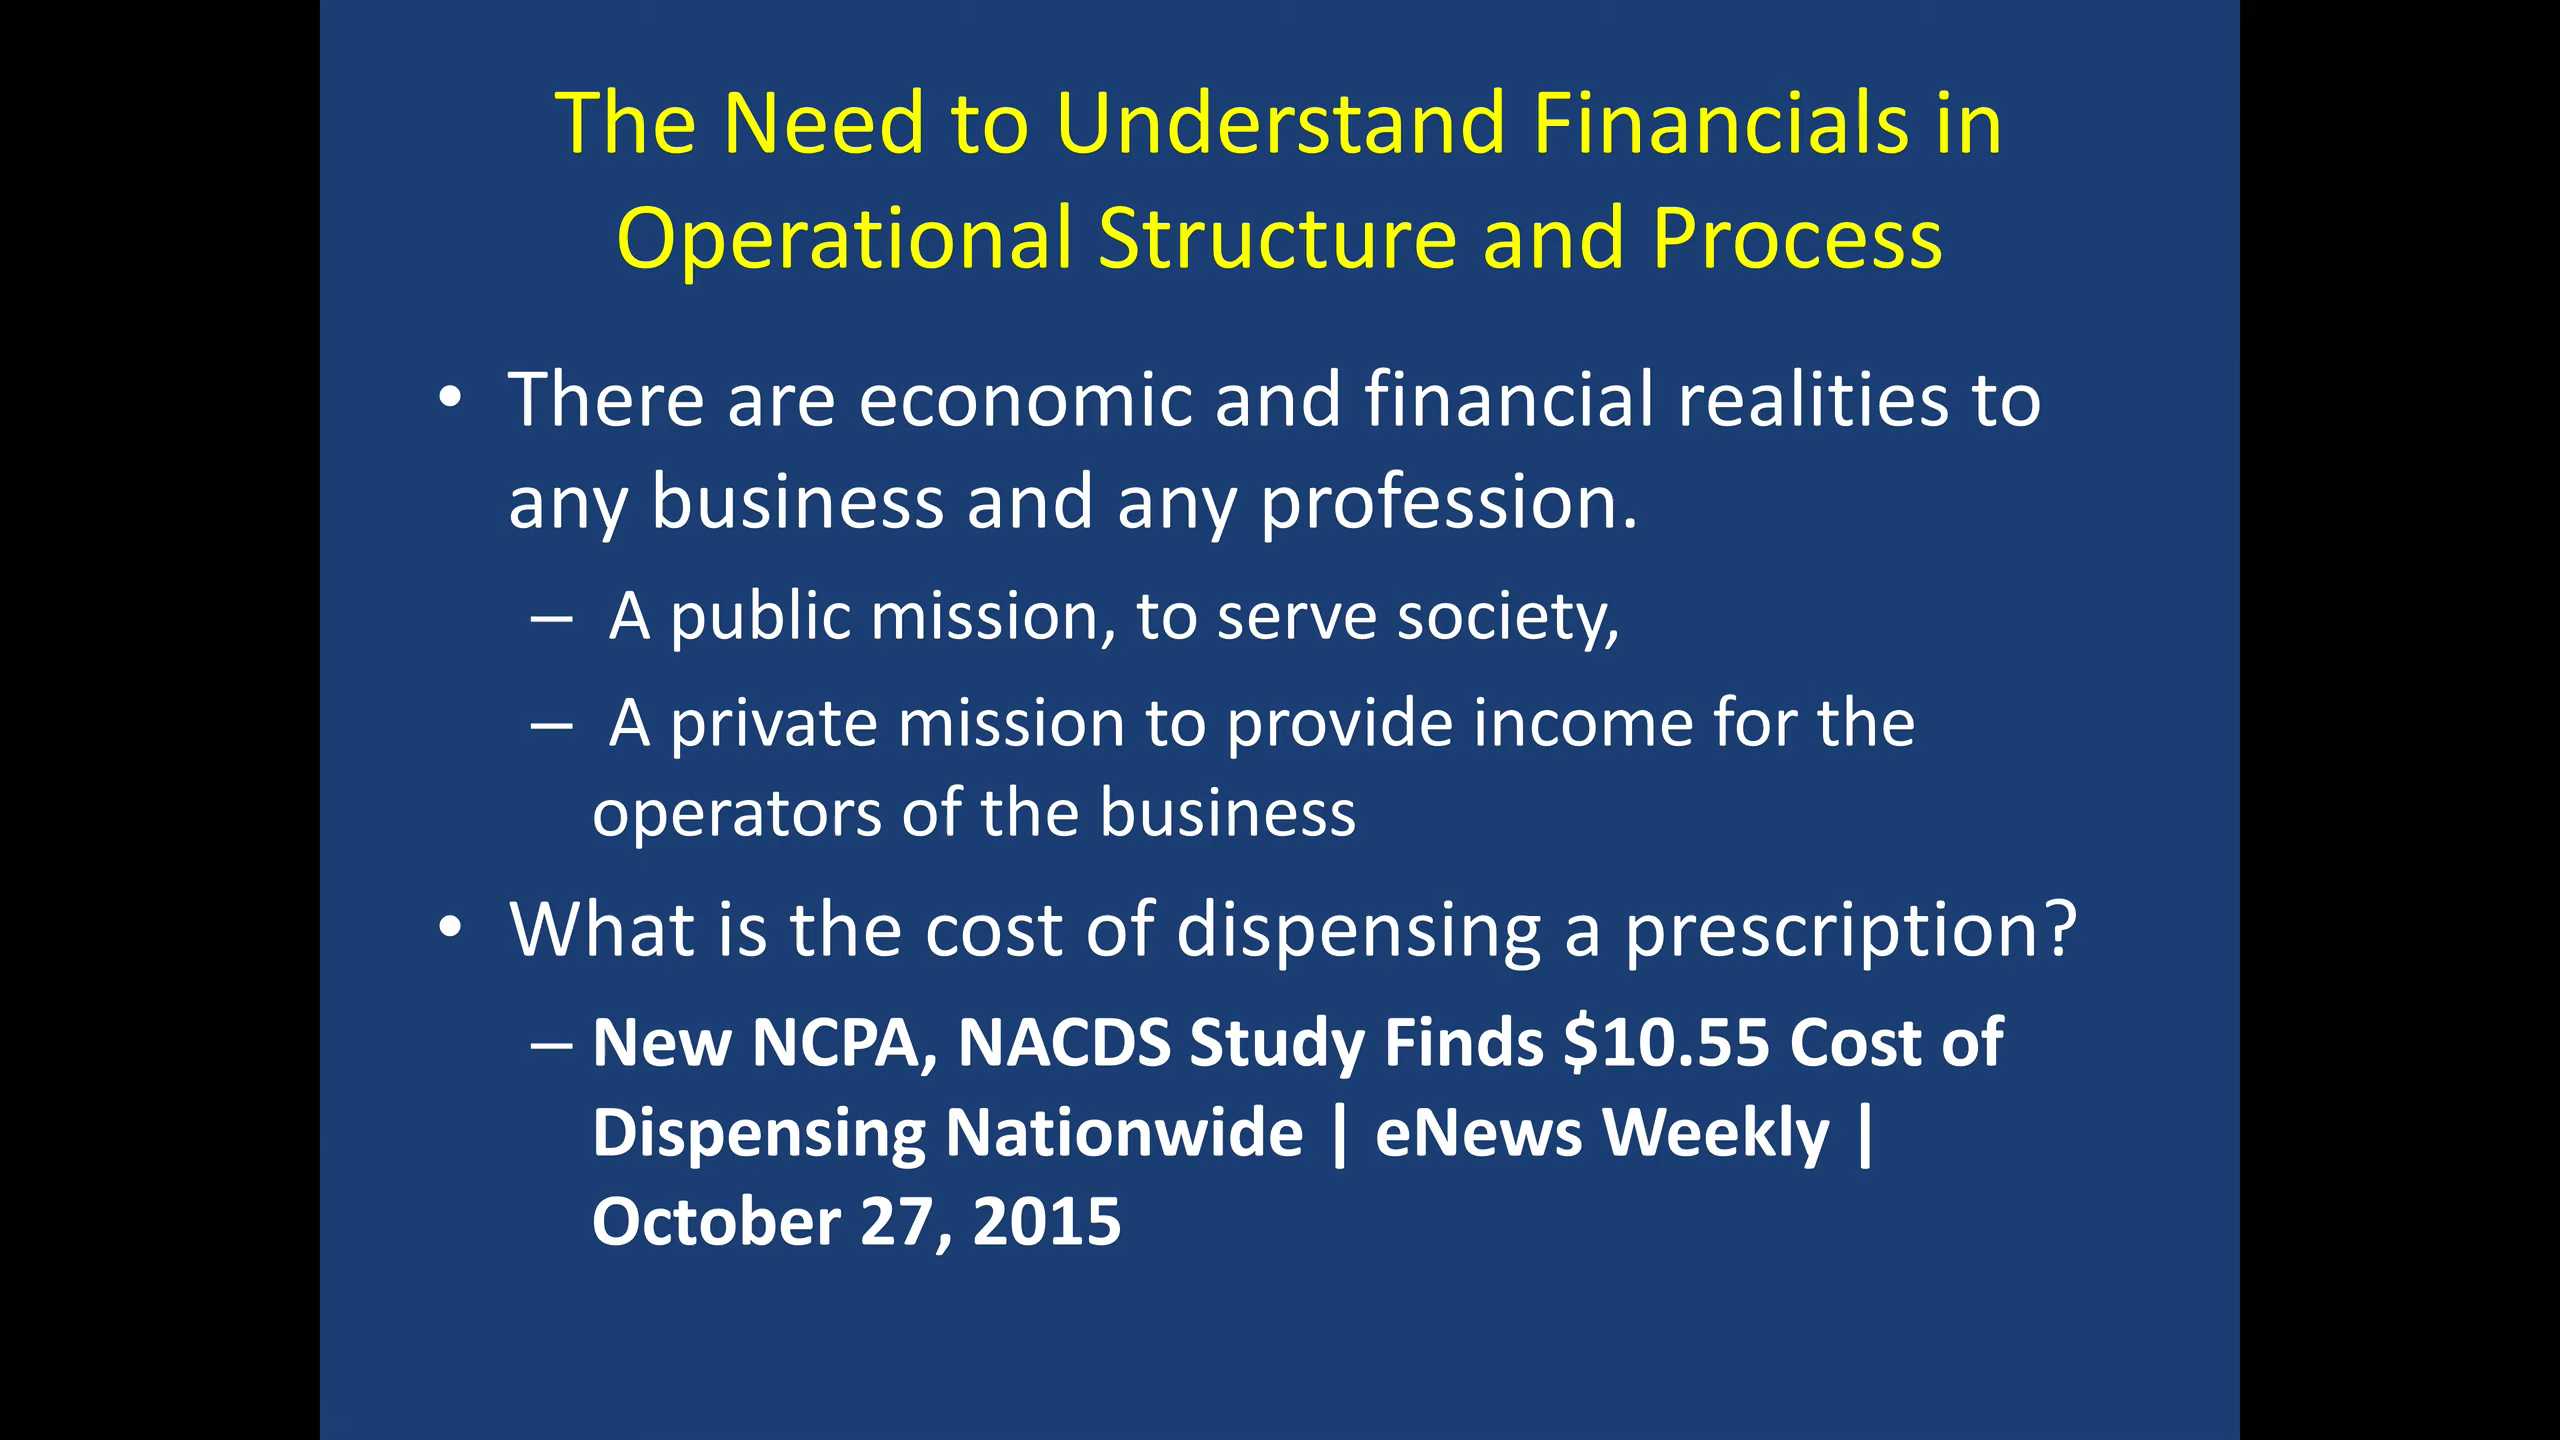 The Need to Understand Financials in
Operational Structure and Process
• There are economic and financial realities to
any business and any profession.
– A public mission, to serve society,
– A private mission to provide income for the
operators of the business
• What is the cost of dispensing a prescription?
– New NCPA, NACDS Study Finds $10.55 Cost of
Dispensing Nationwide | eNews Weekly |
October 27, 2015